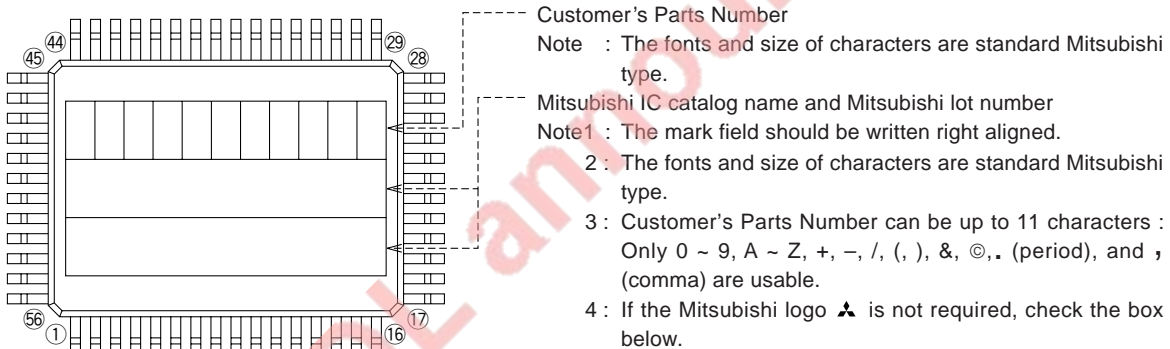 Customer's Parts Number
Note : The fonts and size of characters are standard Mitsubishi
type.
Mitsubishi IC catalog name and Mitsubishi lot number
Note1 : The mark field should be written right aligned.
2 : The fonts and size of characters are standard Mitsubishi
type.
3 : Customer's Parts Number can be up to 11 characters :
Only 0 ~ 9, A ~ Z, +, –, /, (, ), &, ©, . (period), and ,
(comma) are usable.
4 : If the Mitsubishi logo is not required, check the box
below.
44 29
45 28
56 17
1 16